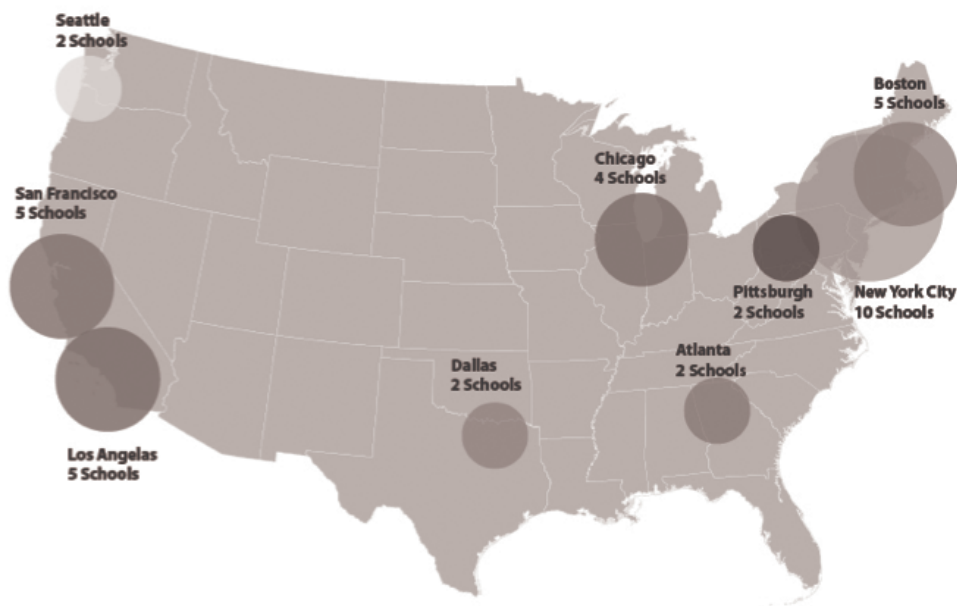 Seattle
2 Schools
Boston
5 Schools
Chicago
4 Schools
San Francisco
5 Schools
Pittsburgh
2 Schools
New York City
10 Schools
Atlanta
2 Schools
Dallas
2 Schools
Los Angelas
5 Schools